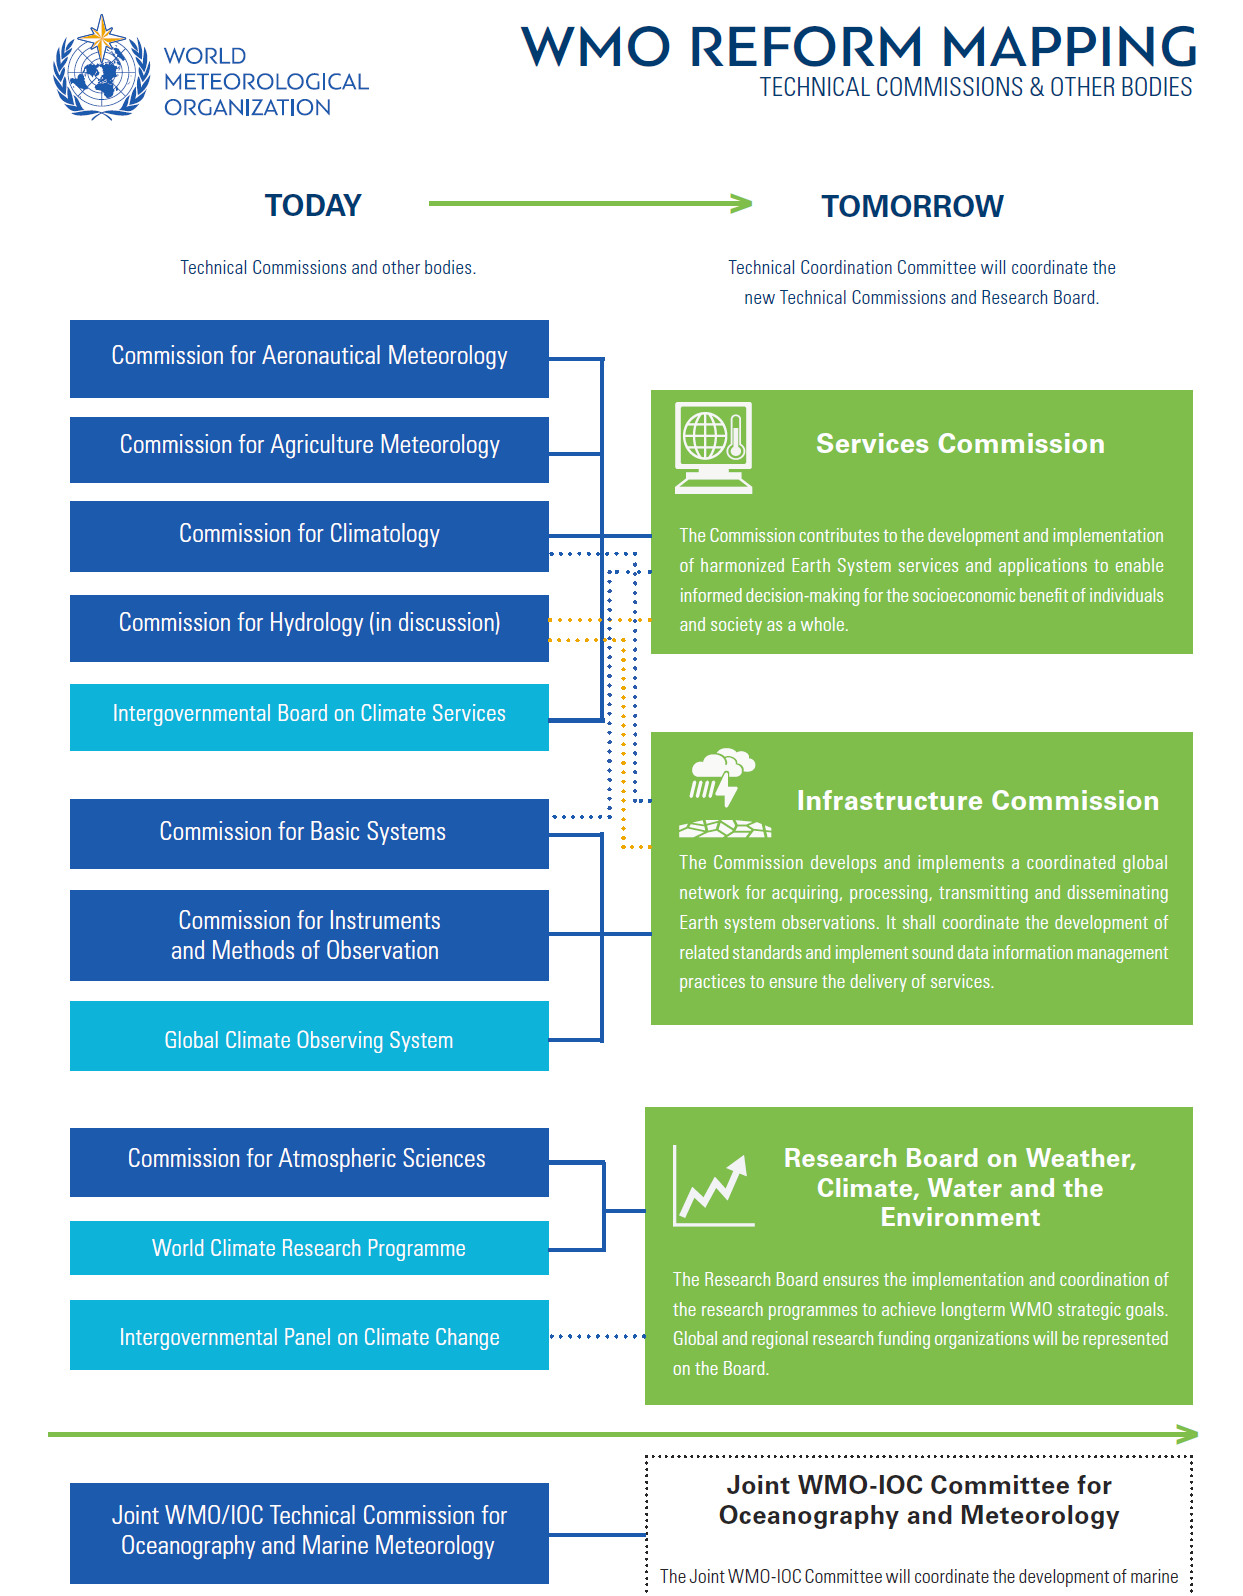 WORLD
METEOROLOGICAL
ORGANIZATION
WMO REFORM MAPPING
TECHNICAL COMMISSIONS & OTHER BODIES
TODAY
TOMORROW
Technical Commissions and other bodies.
Technical Coordination Committee will coordinate the
new Technical Commissions and Research Board.
Commission for Aeronautical Meteorology
Commission for Agriculture Meteorology
Commission for Climatology
Commission for Hydrology (in discussion)
Intergovernmental Board on Climate Services
Services Commission
The Commission contributes to the development and implementation
of harmonized Earth System services and applications to enable
informed decision-making for the socioeconomic benefit of individuals
and society as a whole.
Commission for Basic Systems
Commission for Instruments
and Methods of Observation
Global Climate Observing System
Infrastructure Commission
The Commission develops and implements a coordinated global
network for acquiring, processing, transmitting and disseminating
Earth system observations. It shall coordinate the development of
related standards and implement sound data information management
practices to ensure the delivery of services.
Commission for Atmospheric Sciences
World Climate Research Programme
Intergovernmental Panel on Climate Change
Research Board on Weather,
Climate, Water and the
Environment
The Research Board ensures the implementation and coordination of
the research programmes to achieve longterm WMO strategic goals.
Global and regional research funding organizations will be represented
on the Board.
Joint WMO/IOC Technical Commission for
Oceanography and Marine Meteorology
Joint WMO-IOC Committee for
Oceanography and Meteorology
The Joint WMO-IOC Committee will coordinate the development of marine